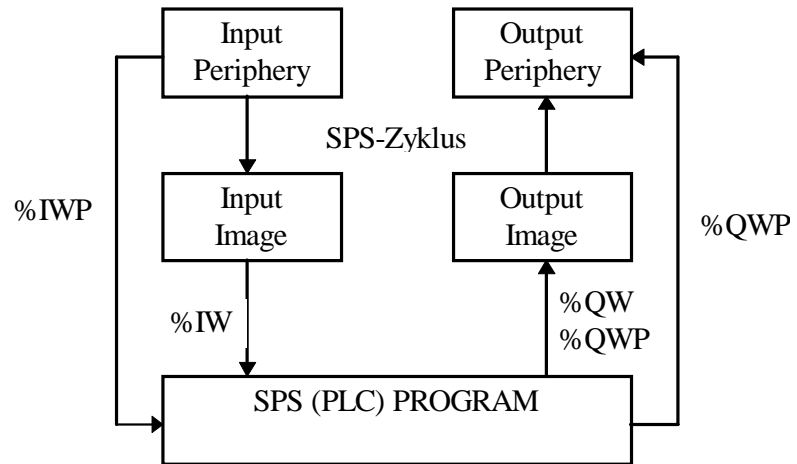 Input
Periphery
Output
Periphery
SPS-Zyklus
%IWP
Input
Image
Output
Image
%QWP
%IW
%QW
%QWP
SPS (PLC) PROGRAM